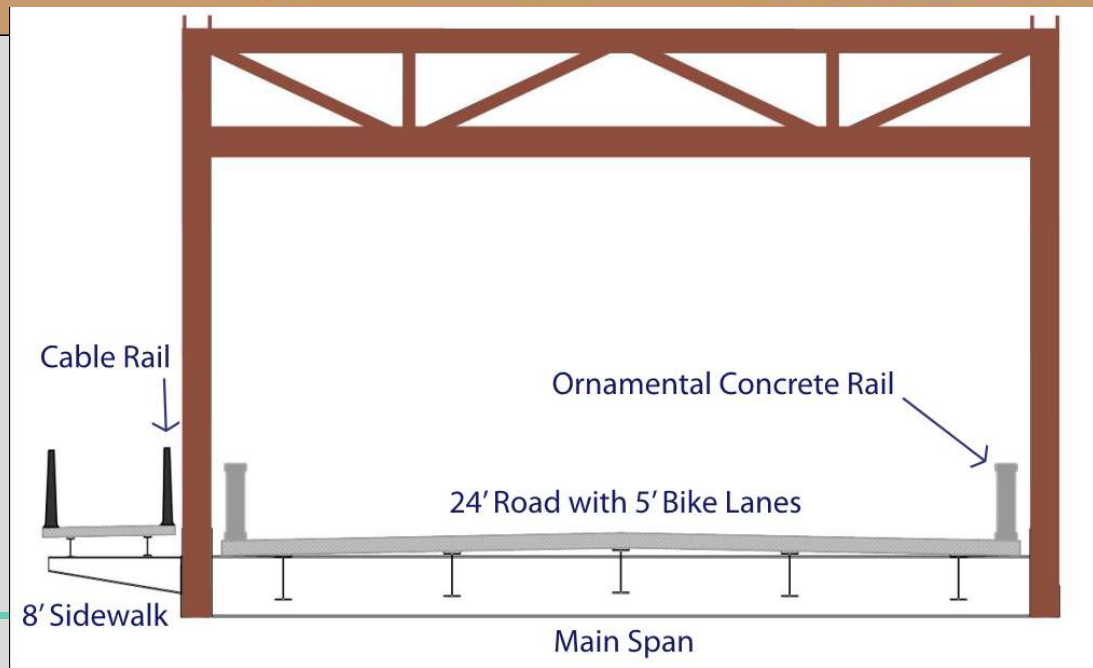 Cable Rail
Ornamental Concrete Rail
24’ Road with 5’ Bike Lanes
8’ Sidewalk
Main Span